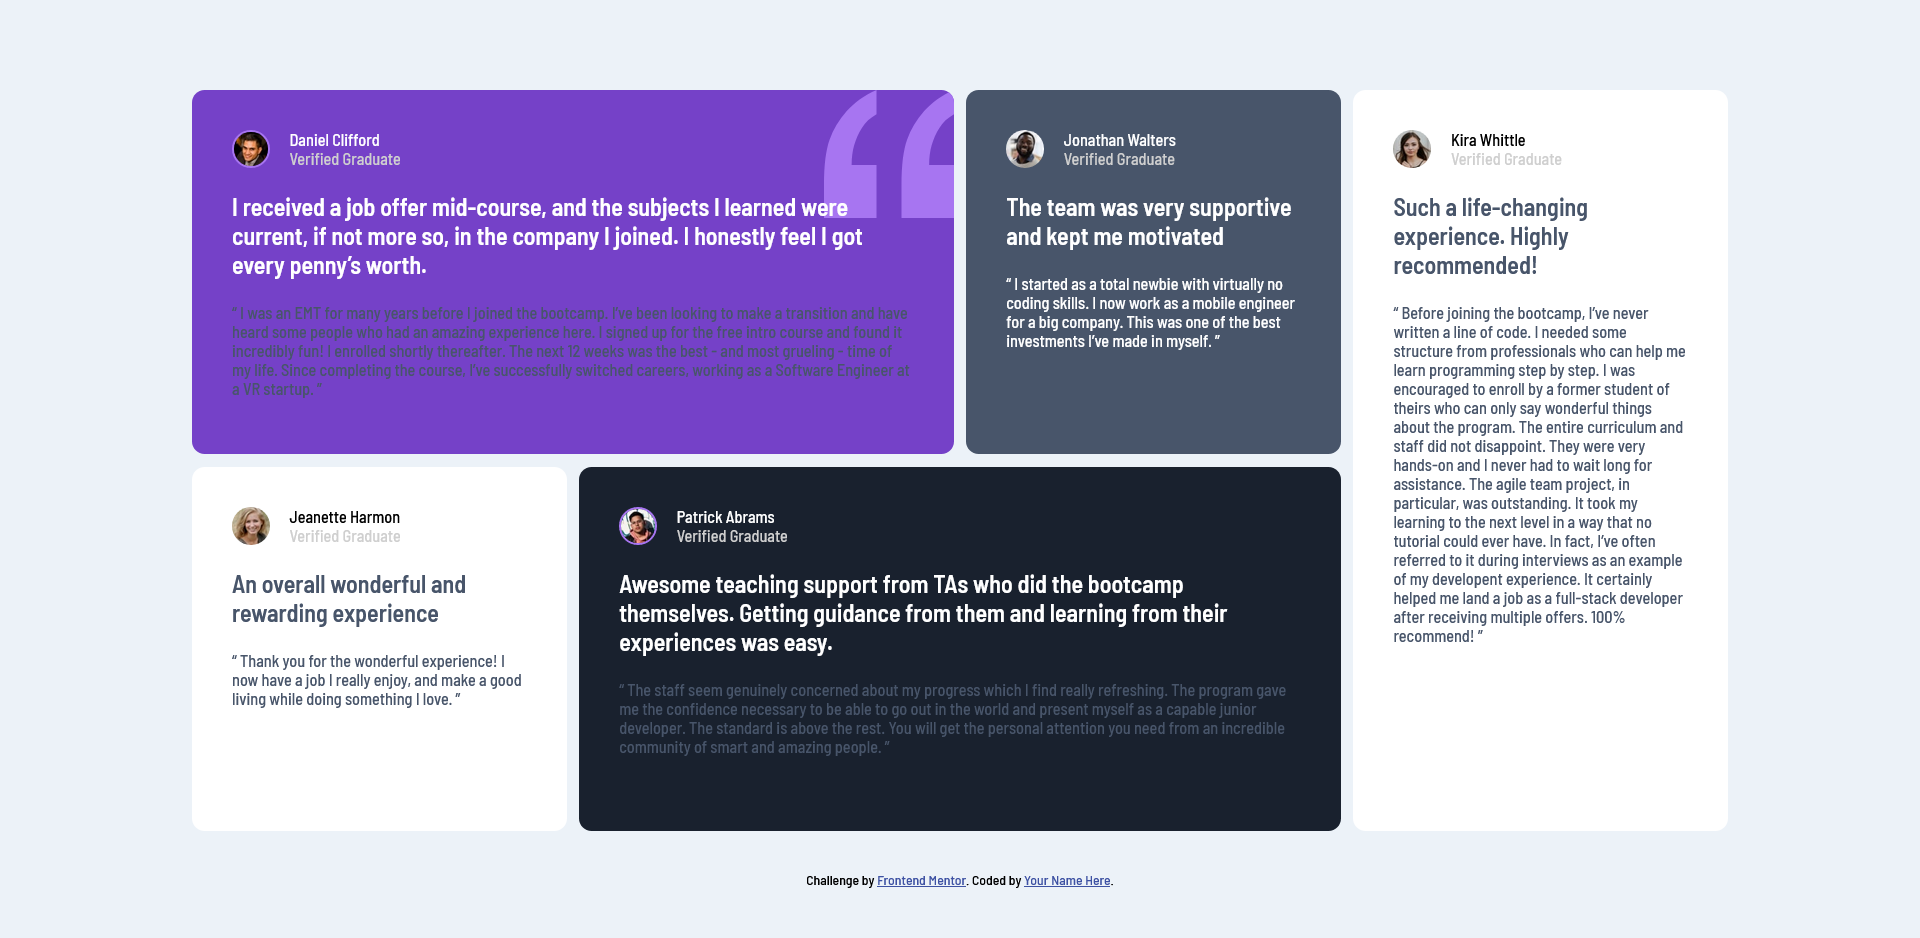 Daniel Clifford
Verified Graduate
I received a job offer mid-course, and the subjects I learned were
current, if not more so, in the company I joined. I honestly feel I got
every penny’s worth.
“ I was an EMT for many years before I joined the bootcamp. I’ve been looking to make a transition and have
heard some people who had an amazing experience here. I signed up for the free intro course and found it
incredibly fun! I enrolled shortly thereafter. The next 12 weeks was the best - and most grueling - time of
my life. Since completing the course, I’ve successfully switched careers, working as a Software Engineer at
a VR startup. ”
Jonathan Walters
Verified Graduate
The team was very supportive
and kept me motivated
“ I started as a total newbie with virtually no
coding skills. I now work as a mobile engineer
for a big company. This was one of the best
investments I’ve made in myself. ”
Kira Whittle
Verified Graduate
Such a life-changing
experience. Highly
recommended!
“ Before joining the bootcamp, I’ve never
written a line of code. I needed some
structure from professionals who can help me
learn programming step by step. I was
encouraged to enroll by a former student of
theirs who can only say wonderful things
about the program. The entire curriculum and
staff did not disappoint. They were very
hands-on and I never had to wait long for
assistance. The agile team project, in
particular, was outstanding. It took my
learning to the next level in a way that no
tutorial could ever have. In fact, I’ve often
referred to it during interviews as an example
of my developent experience. It certainly
helped me land a job as a full-stack developer
after receiving multiple offers. 100%
recommend! ”
Jeanette Harmon
Verified Graduate
An overall wonderful and
rewarding experience
“ Thank you for the wonderful experience! I
now have a job I really enjoy, and make a good
living while doing something I love. ”
Patrick Abrams
Verified Graduate
Awesome teaching support from TAs who did the bootcamp
themselves. Getting guidance from them and learning from their
experiences was easy.
“ The staff seem genuinely concerned about my progress which I find really refreshing. The program gave
me the confidence necessary to be able to go out in the world and present myself as a capable junior
developer. The standard is above the rest. You will get the personal attention you need from an incredible
community of smart and amazing people. ”
Challenge by Frontend Mentor. Coded by Your Name Here.